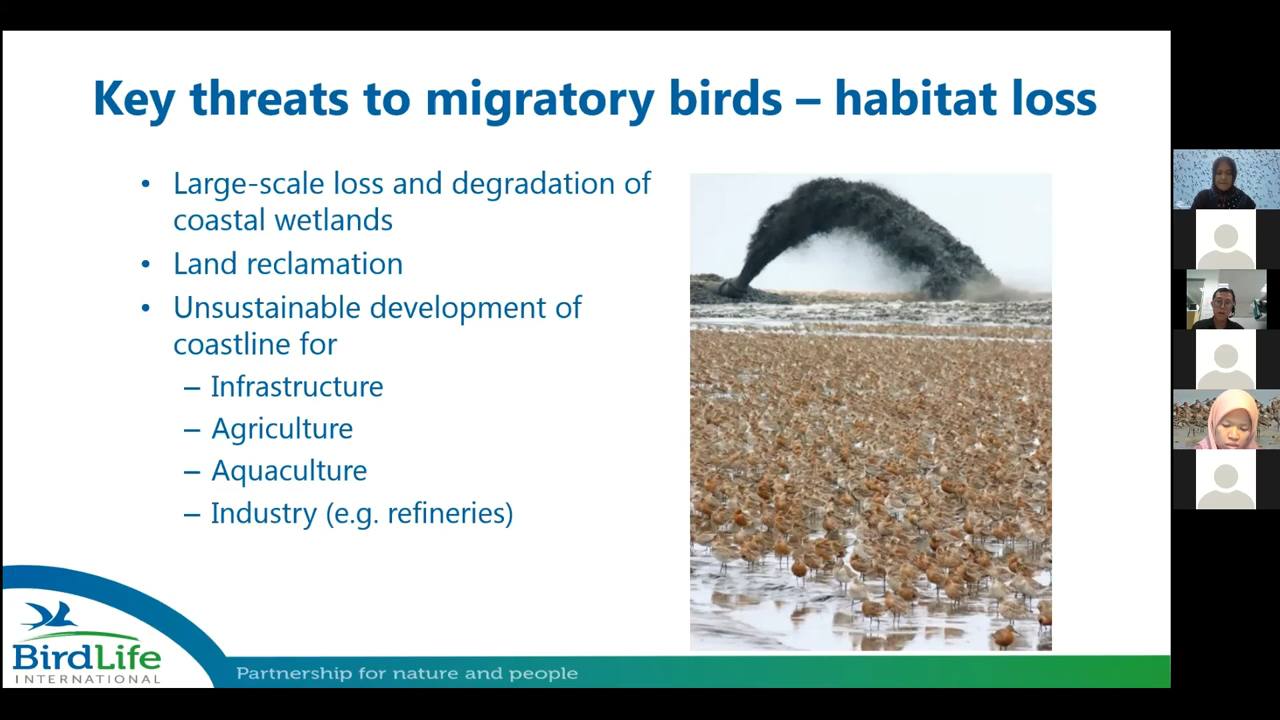 Key threats to migratory birds – habitat loss
• Large-scale loss and degradation of
coastal wetlands
• Land reclamation
• Unsustainable development of
coastline for
– Infrastructure
– Agriculture
– Aquaculture
– Industry (e.g. refineries)
BirdLife
INTERNATIONAL
Partnership for nature and people